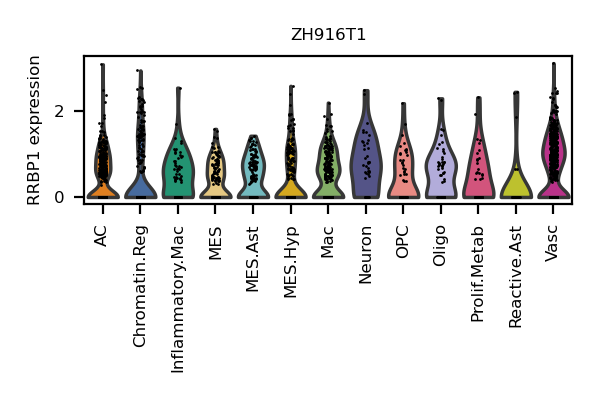 ZH916T1
RRBP1 expression
2
0
AC
Chromatin.Reg
Inflammatory.Mac
MES
MES.Ast
MES.Hyp
Mac
Neuron
OPC
Oligo
Prolif.Metab
Reactive.Ast
Vasc